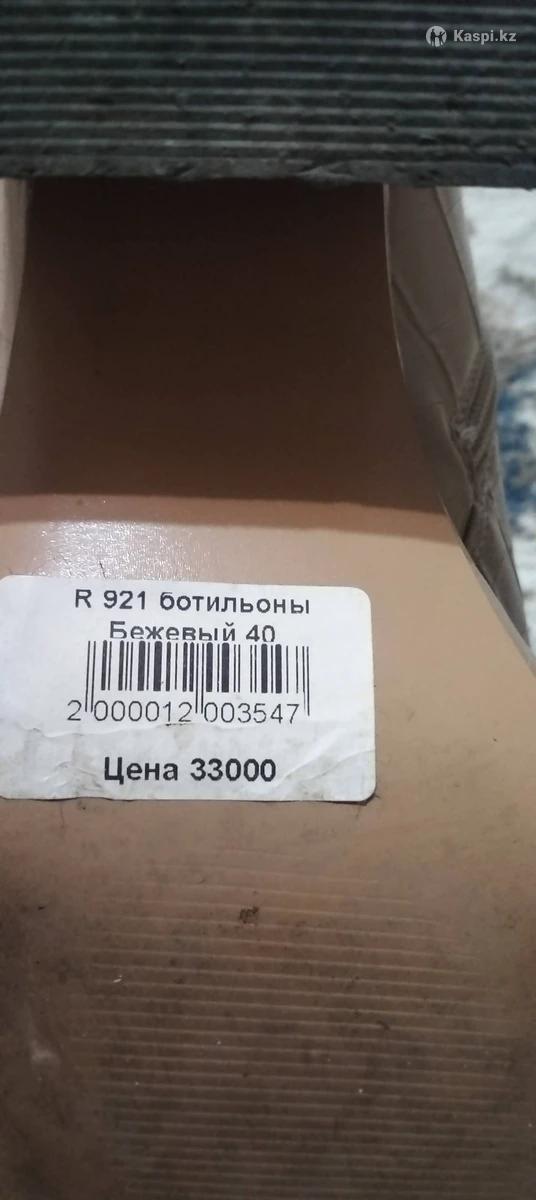 Kaspi.kz
R 921 ботильоны
Бежевый 40
2 000012 003547
Цена 33000